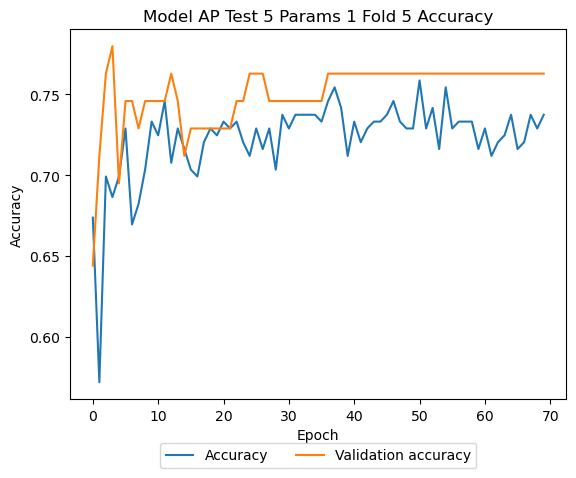 Model AP Test 5 Params 1 Fold 5 Accuracy
0.75
0.70
0.65
0.60
Accuracy
0 10 20 30 40 50 60 70
Epoch
Accuracy Validation accuracy